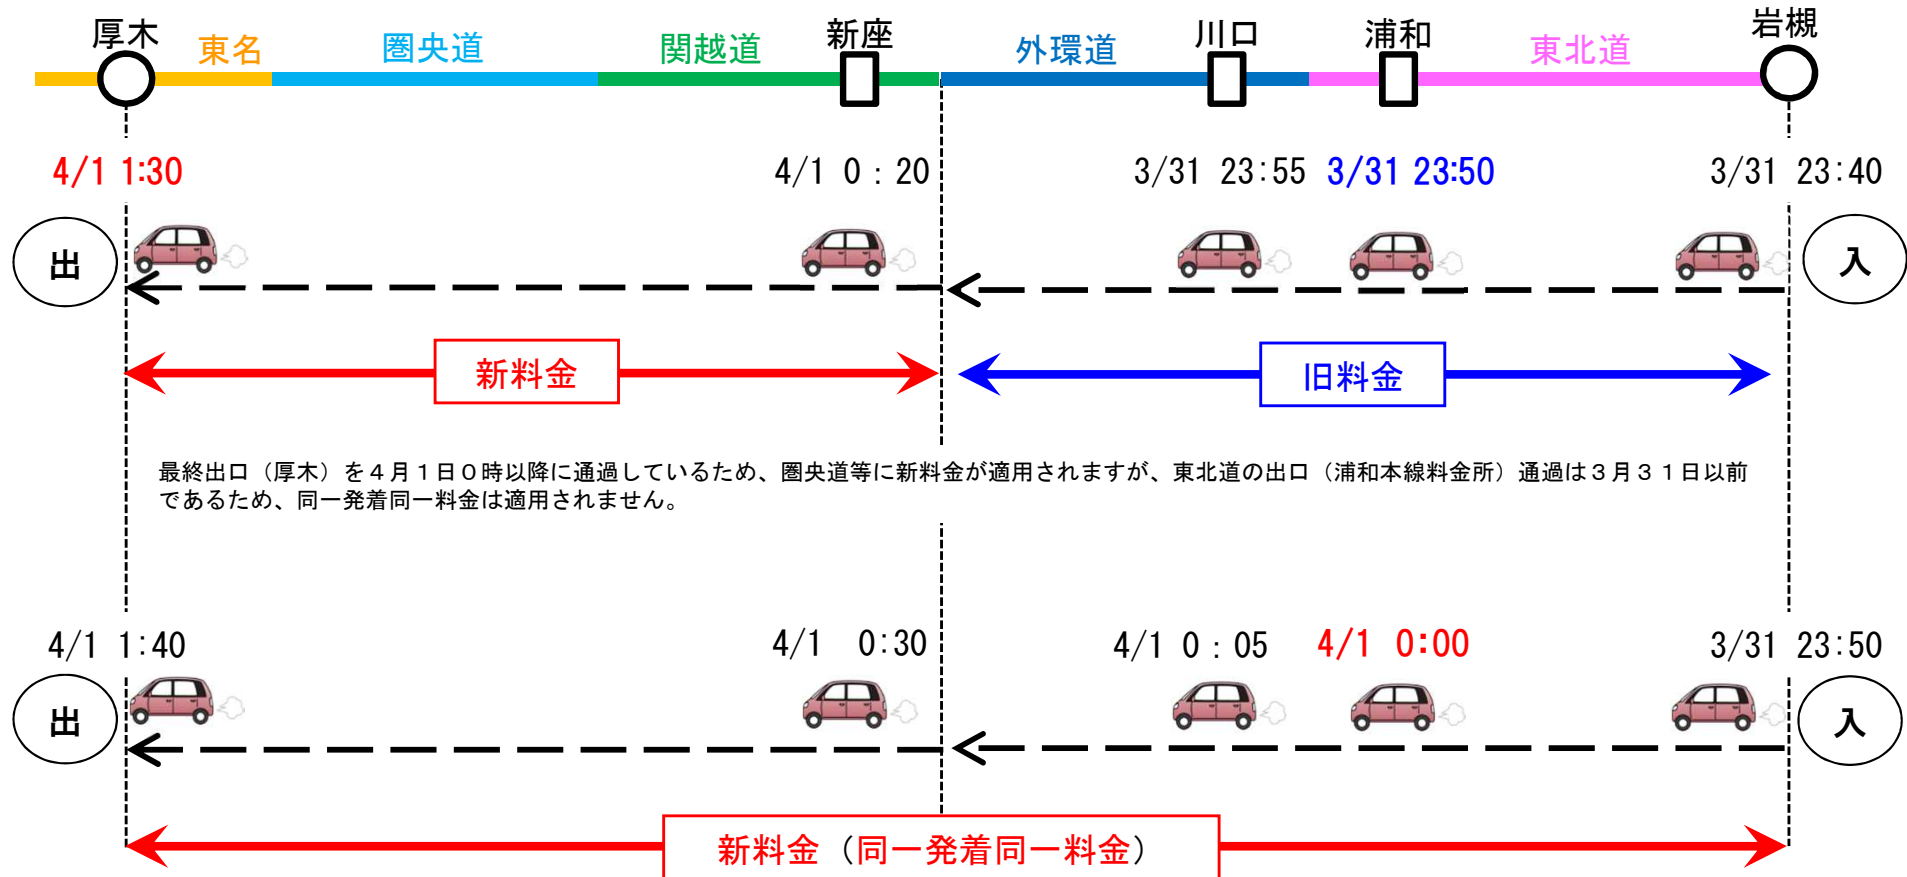 厚木 東名 圏央道 関越道 新座 外環道 川口 浦和 東北道 岩槻
4/1 1:30 4/1 0：20 3/31 23:55 3/31 23:50 3/31 23:40
出 入
新料金 旧料金
最終出口（厚木）を４月１日０時以降に通過しているため、圏央道等に新料金が適用されますが、東北道の出口（浦和本線料金所）通過は３月３１日以前
であるため、同一発着同一料金は適用されません。
4/1 1:40 4/1 0:30 4/1 0：05 4/1 0:00 3/31 23:50
出 入
新料金（同一発着同一料金）